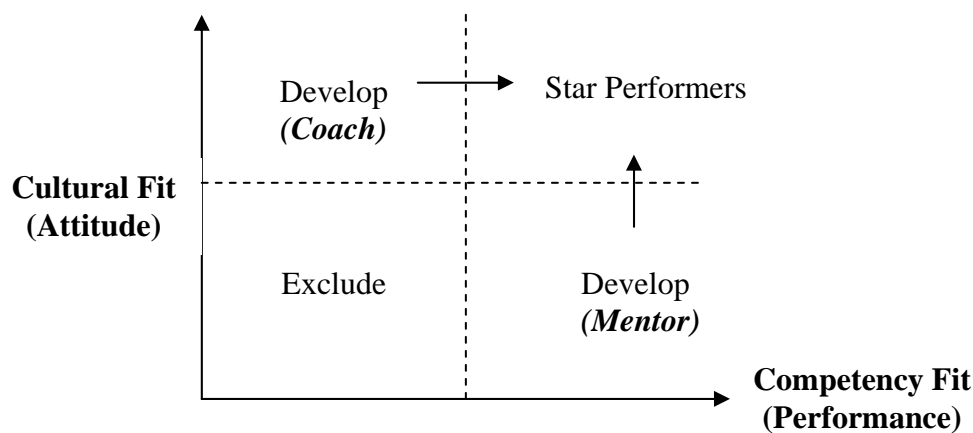 Develop
(Coach)
Star Performers
Cultural Fit
(Attitude)
Exclude
Develop
(Mentor)
Competency Fit
(Performance)